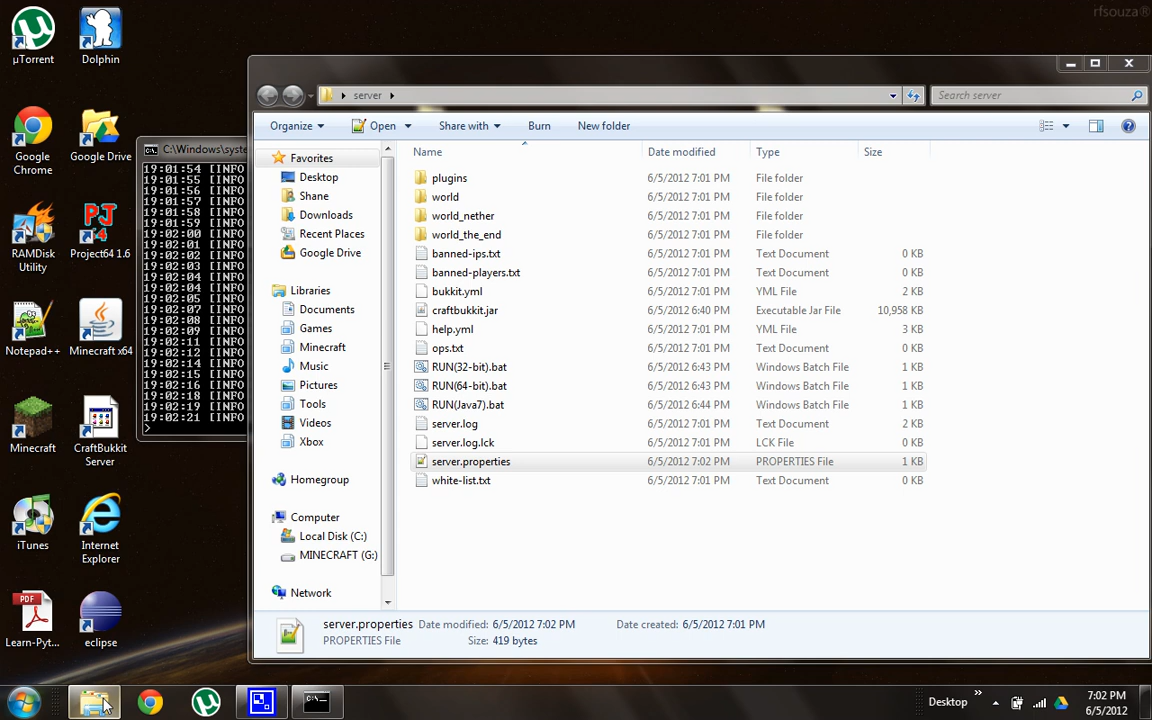 rfsouza®
µTorrent
Dolphin
Google Chrome
Google Drive
RAMDisk Utility
Project64 1.6
Notepad++
Minecraft x64
Minecraft
CraftBukkit Server
iTunes
Internet Explorer
Learn-Pyt...
eclipse
C:\Windows\syste
19:01:54 [INFO
19:01:55 [INFO
19:01:56 [INFO
19:01:57 [INFO
19:01:58 [INFO
19:01:59 [INFO
19:02:00 [INFO
19:02:01 [INFO
19:02:02 [INFO
19:02:03 [INFO
19:02:04 [INFO
19:02:04 [INFO
19:02:05 [INFO
19:02:07 [INFO
19:02:08 [INFO
19:02:09 [INFO
19:02:11 [INFO
19:02:12 [INFO
19:02:14 [INFO
19:02:15 [INFO
19:02:16 [INFO
19:02:18 [INFO
19:02:19 [INFO
19:02:21 [INFO
>
server
Search server
Organize Open Share with Burn New folder
Favorites
Desktop
Shane
Downloads
Recent Places
Google Drive
Libraries
Documents
Games
Minecraft
Music
Pictures
Tools
Videos
Xbox
Homegroup
Computer
Local Disk (C:)
MINECRAFT (G:)
Network
Name Date modified Type Size
plugins 6/5/2012 7:01 PM File folder
world 6/5/2012 7:01 PM File folder
world_nether 6/5/2012 7:01 PM File folder
world_the_end 6/5/2012 7:01 PM File folder
banned-ips.txt 6/5/2012 7:01 PM Text Document 0 KB
banned-players.txt 6/5/2012 7:01 PM Text Document 0 KB
bukkit.yml 6/5/2012 7:01 PM YML File 2 KB
craftbukkit.jar 6/5/2012 6:40 PM Executable Jar File 10,958 KB
help.yml 6/5/2012 7:01 PM YML File 3 KB
ops.txt 6/5/2012 7:01 PM Text Document 0 KB
RUN(32-bit).bat 6/5/2012 6:43 PM Windows Batch File 1 KB
RUN(64-bit).bat 6/5/2012 6:43 PM Windows Batch File 1 KB
RUN(Java7).bat 6/5/2012 6:44 PM Windows Batch File 1 KB
server.log 6/5/2012 7:01 PM Text Document 2 KB
server.log.lck 6/5/2012 7:01 PM LCK File 0 KB
server.properties 6/5/2012 7:02 PM PROPERTIES File 1 KB
white-list.txt 6/5/2012 7:01 PM Text Document 0 KB
server.properties Date modified: 6/5/2012 7:02 PM Date created: 6/5/2012 7:01 PM
PROPERTIES File Size: 419 bytes
Desktop
7:02 PM
6/5/2012